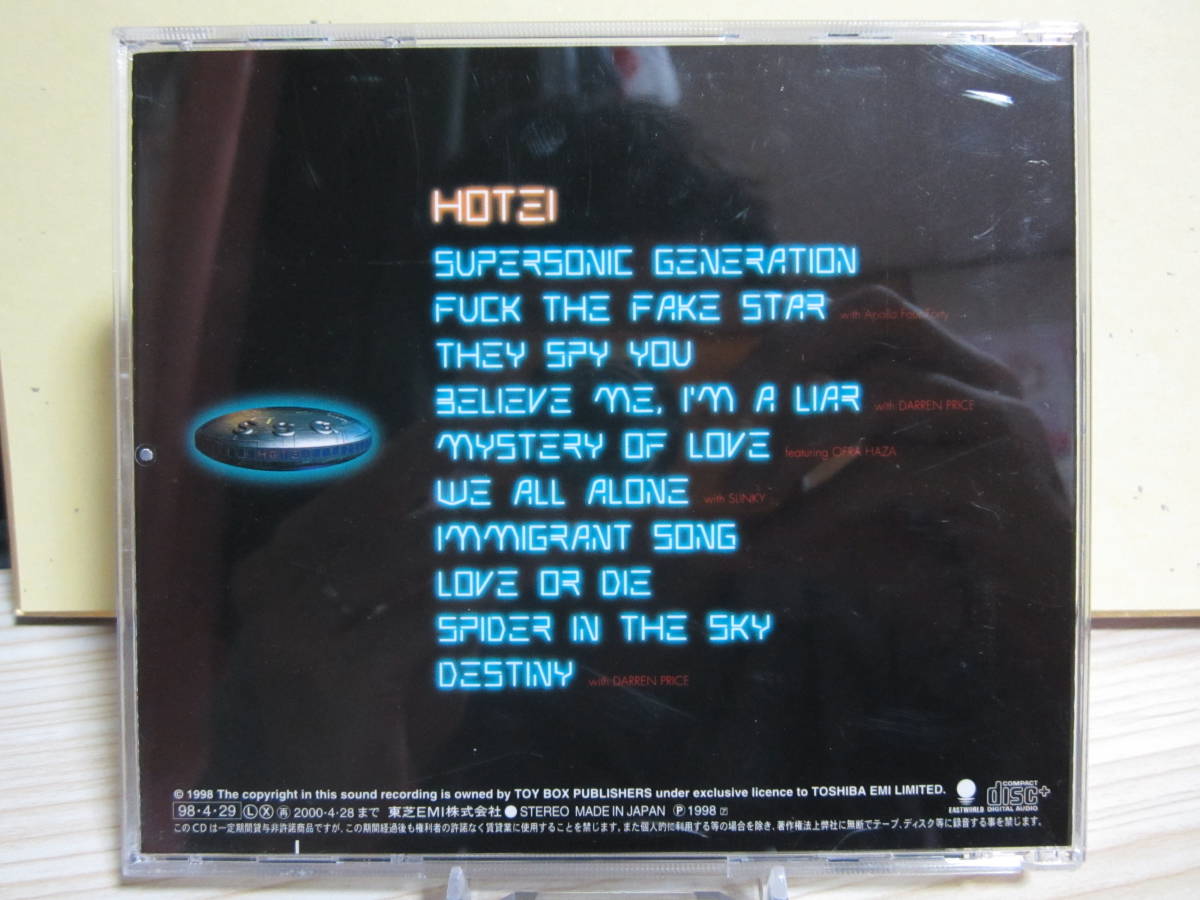 HOTEI
SUPERSONIC GENERATION
FUCK THE FAKE STAR with Apollo Four Forty
THEY SPY YOU
BELIEVE ME, I'M A LIAR with DARREN PRICE
MYSTERY OF LOVE featuring OFRA HAZA
WE ALL ALONE with SLINKY
IMMIGRANT SONG
LOVE OR DIE
SPIDER IN THE SKY
DESTINY with DARREN PRICE
HOTEI
© 1998 The copyright in this sound recording is owned by TOY BOX PUBLISHERS under exclusive licence to TOSHIBA EMI LIMITED.
98・4・29 Ⓛ Ⓧ 再 2000・4・28 まで 東芝EMI株式会社 ● STEREO MADE IN JAPAN Ⓟ 1998
このCDは一定期間貸与非許諾商品ですが、この期間経過後も権利者の許諾なく賃貸業に使用することを禁じます。また個人的に利用する等の場合を除き、著作権法上弊社に無断でテープ、ディスク等に録音する事を禁じます。
EASTWORLD
COMPACT
disc+
DIGITAL AUDIO